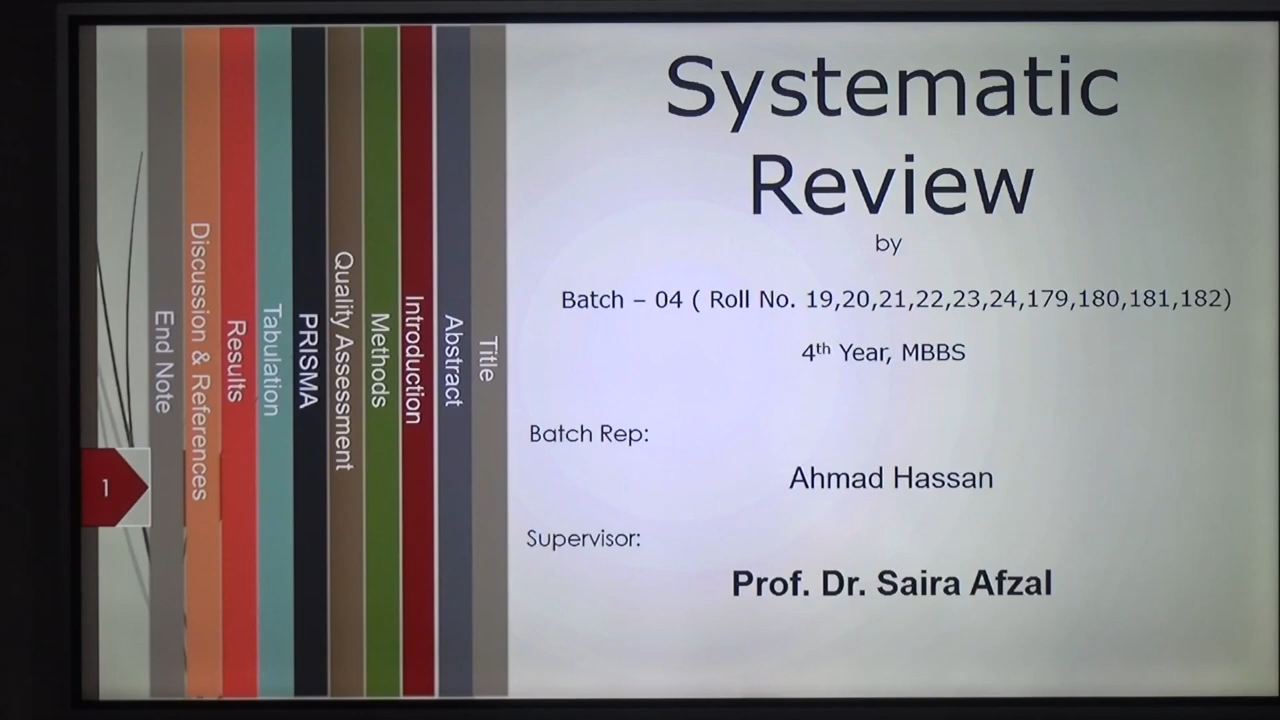 Systematic
Review
by
Batch – 04 ( Roll No. 19,20,21,22,23,24,179,180,181,182)
4th Year, MBBS
Batch Rep:
Ahmad Hassan
Supervisor:
Prof. Dr. Saira Afzal
Title
Abstract
Introduction
Methods
Quality Assessment
PRISMA
Tabulation
Results
Discussion & References
End Note
1